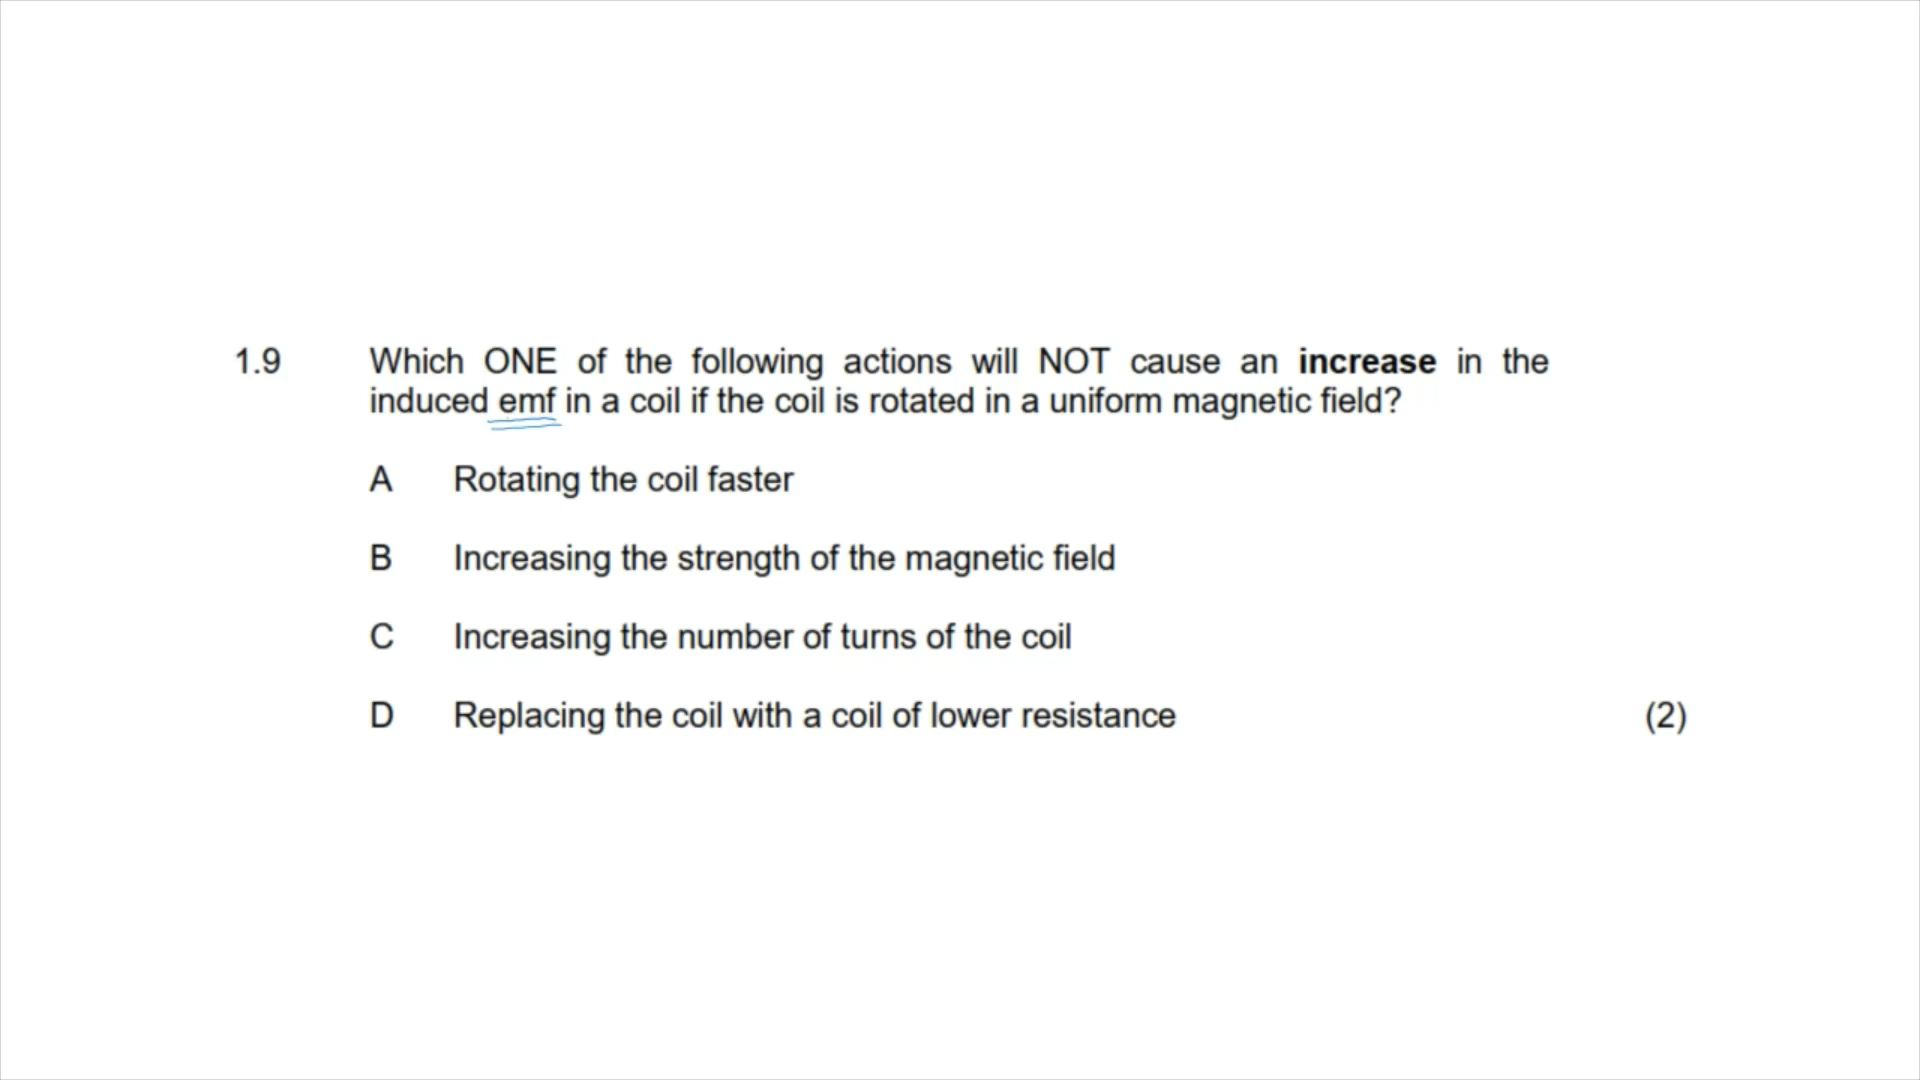 1.9 Which ONE of the following actions will NOT cause an increase in the
induced emf in a coil if the coil is rotated in a uniform magnetic field?
A Rotating the coil faster
B Increasing the strength of the magnetic field
C Increasing the number of turns of the coil
D Replacing the coil with a coil of lower resistance (2)